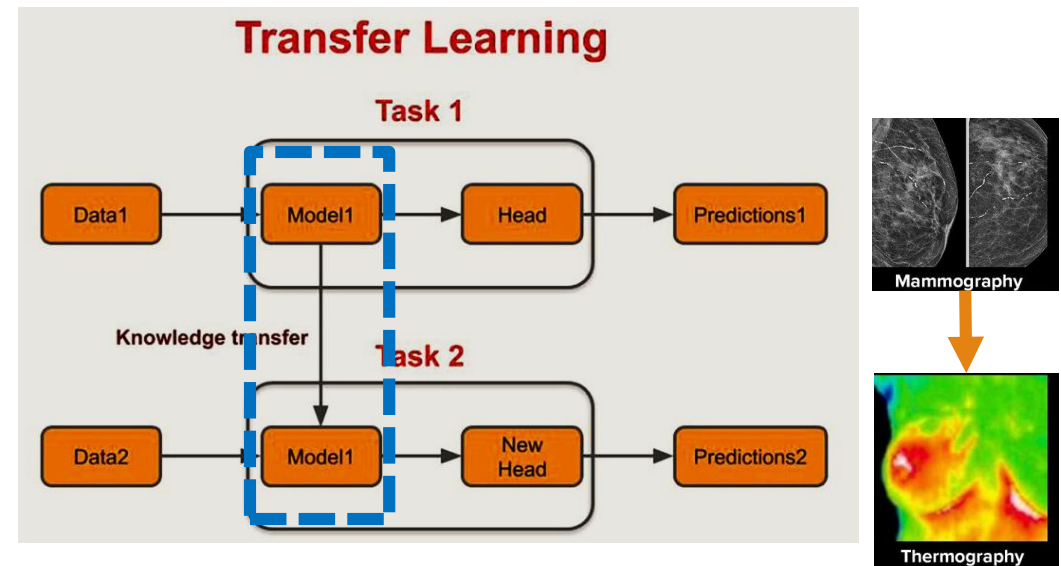 Transfer Learning
Task 1
Data1
Model1
Head
Predictions1
Knowledge transfer
Task 2
Data2
Model1
New
Head
Predictions2
Mammography
Thermography